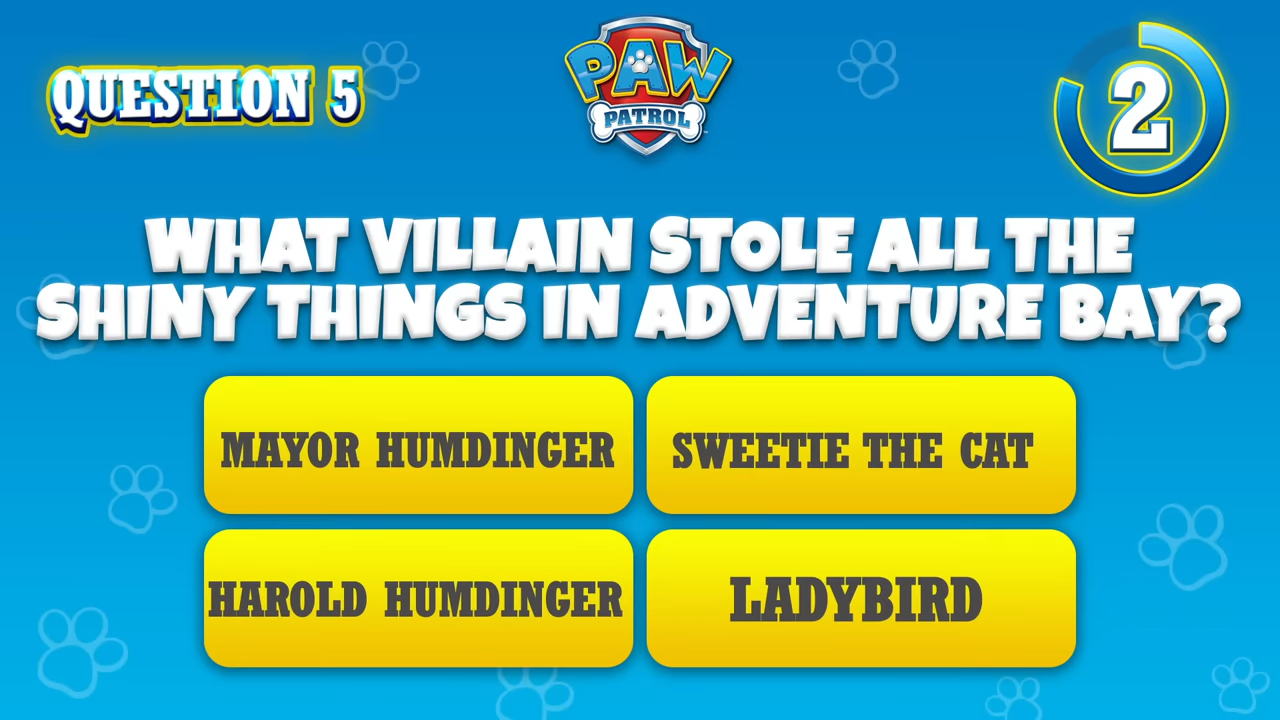 QUESTION 5
PAW
PATROL
2
WHAT VILLAIN STOLE ALL THE
SHINY THINGS IN ADVENTURE BAY?
MAYOR HUMDINGER
SWEETIE THE CAT
HAROLD HUMDINGER
LADYBIRD